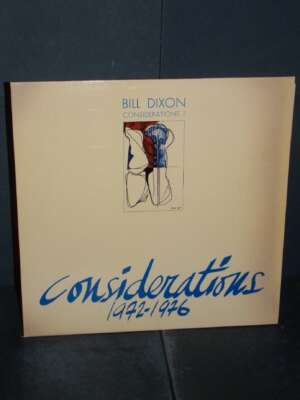 BILL DIXON
CONSIDERATIONS 1
considerations
1972-1976